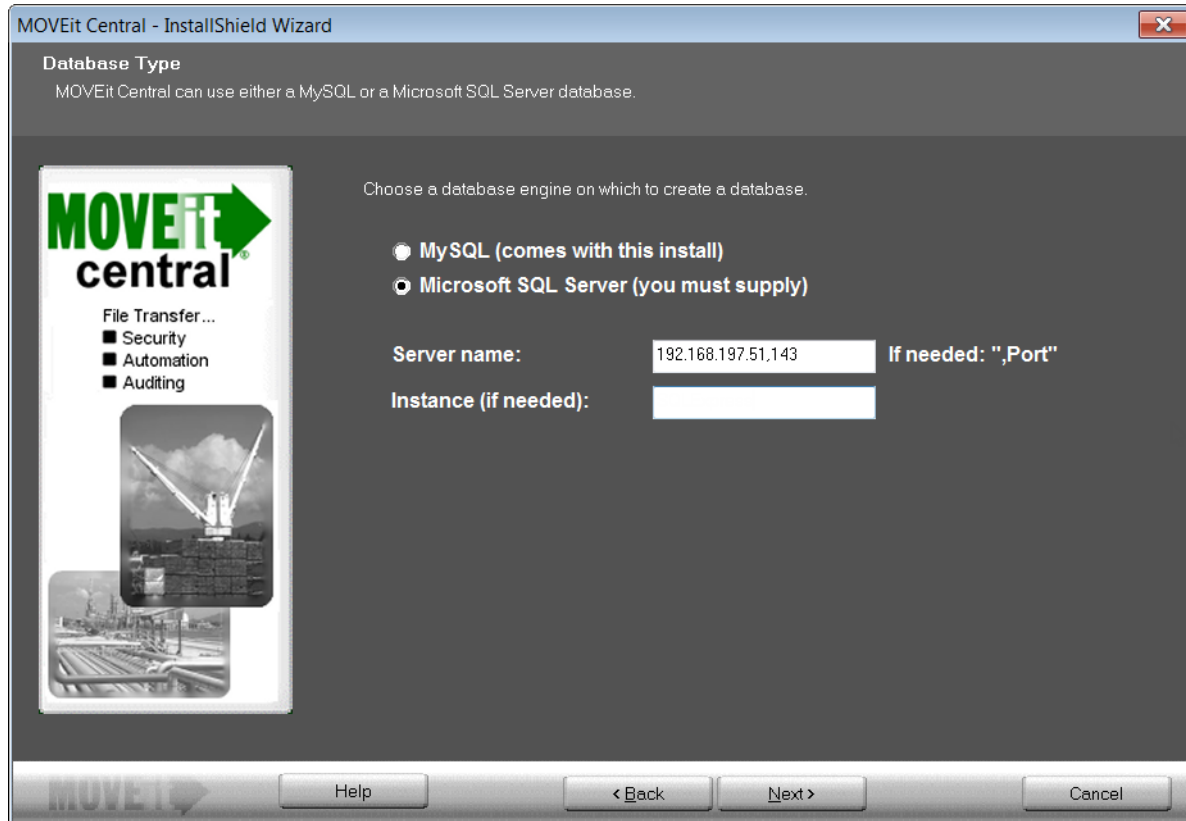 MOVEit Central - InstallShield Wizard
Database Type
MOVEit Central can use either a MySQL or a Microsoft SQL Server database.
MOVEit
central®
File Transfer...
Security
Automation
Auditing
Choose a database engine on which to create a database.
MySQL (comes with this install)
Microsoft SQL Server (you must supply)
Server name: 192.168.197.51,143 If needed: ",Port"
Instance (if needed):
MOVEit Help < Back Next > Cancel